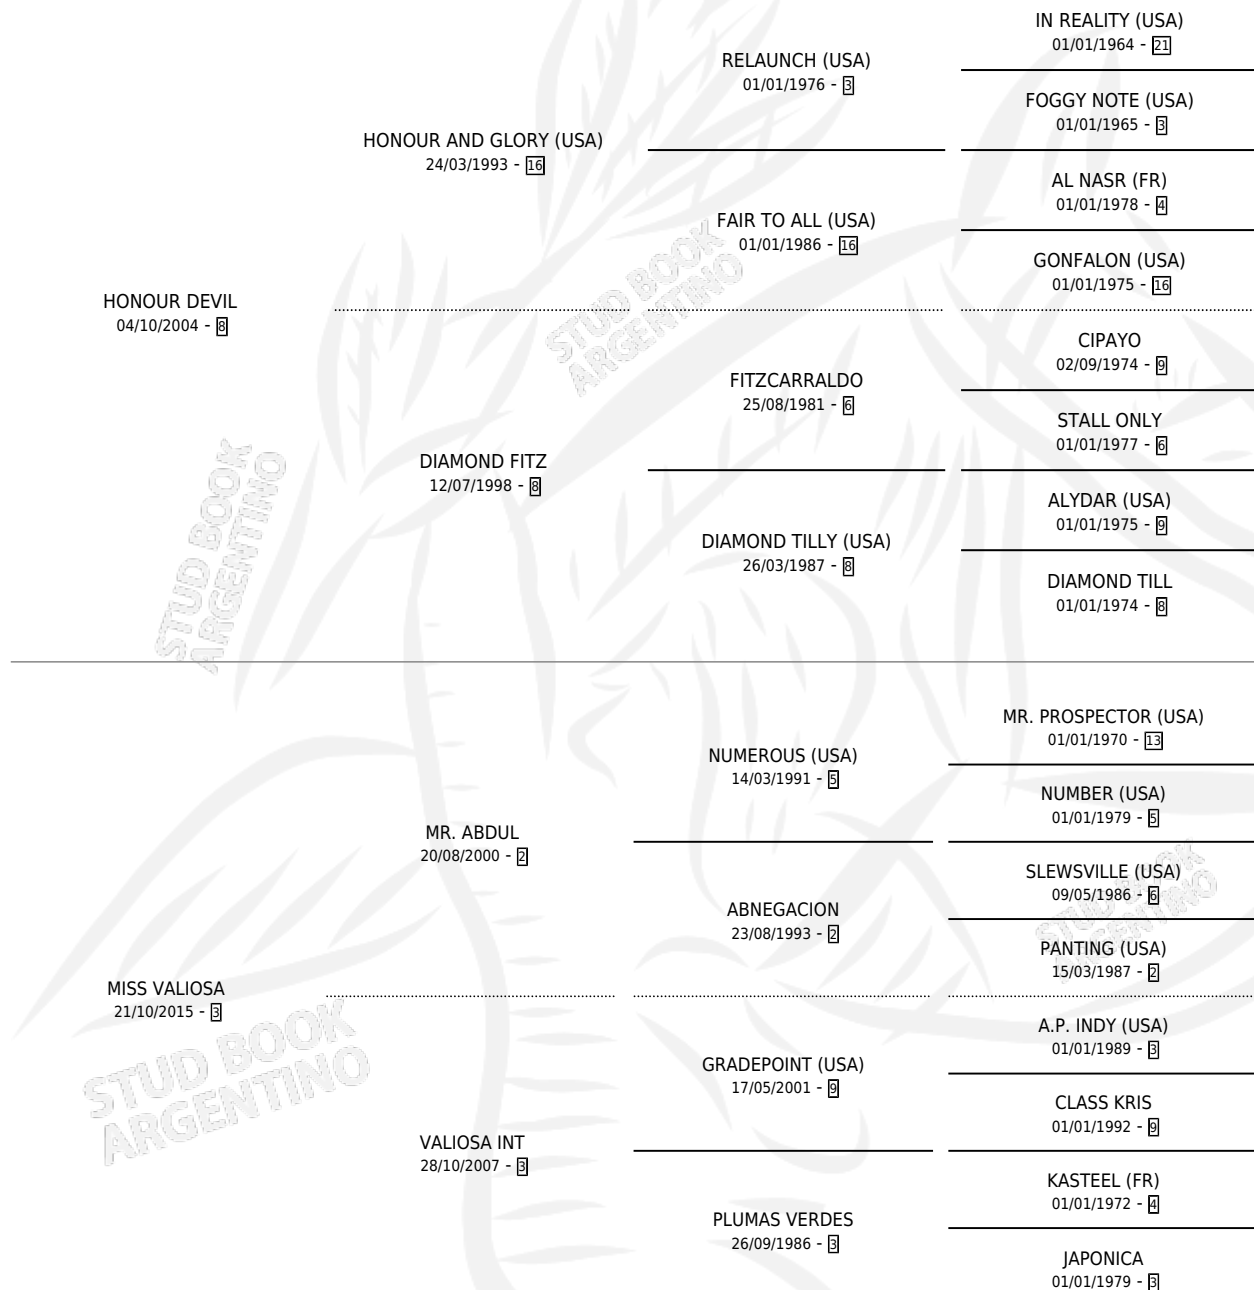 IN REALITY (USA)
01/01/1964 - 21
RELAUNCH (USA)
01/01/1976 - 3
FOGGY NOTE (USA)
01/01/1965 - 3
HONOUR AND GLORY (USA)
24/03/1993 - 16
AL NASR (FR)
01/01/1978 - 4
FAIR TO ALL (USA)
01/01/1986 - 16
GONFALON (USA)
01/01/1975 - 16
STUD BOOK
ARGENTINO
HONOUR DEVIL
04/10/2004 - 8
CIPAYO
02/09/1974 - 9
FITZCARRALDO
25/08/1981 - 6
STALL ONLY
01/01/1977 - 6
DIAMOND FITZ
12/07/1998 - 8
ALYDAR (USA)
01/01/1975 - 9
DIAMOND TILLY (USA)
26/03/1987 - 8
DIAMOND TILL
01/01/1974 - 8
STUD BOOK
ARGENTINO
MR. PROSPECTOR (USA)
01/01/1970 - 13
NUMEROUS (USA)
14/03/1991 - 5
NUMBER (USA)
01/01/1979 - 5
MR. ABDUL
20/08/2000 - 2
SLEWSVILLE (USA)
09/05/1986 - 6
ABNEGACION
23/08/1993 - 2
PANTING (USA)
15/03/1987 - 2
STUD BOOK
ARGENTINO
MISS VALIOSA
21/10/2015 - 3
A.P. INDY (USA)
01/01/1989 - 3
GRADEPOINT (USA)
17/05/2001 - 9
CLASS KRIS
01/01/1992 - 9
STUD BOOK
ARGENTINO
VALIOSA INT
28/10/2007 - 3
KASTEEL (FR)
01/01/1972 - 4
PLUMAS VERDES
26/09/1986 - 3
JAPONICA
01/01/1979 - 3